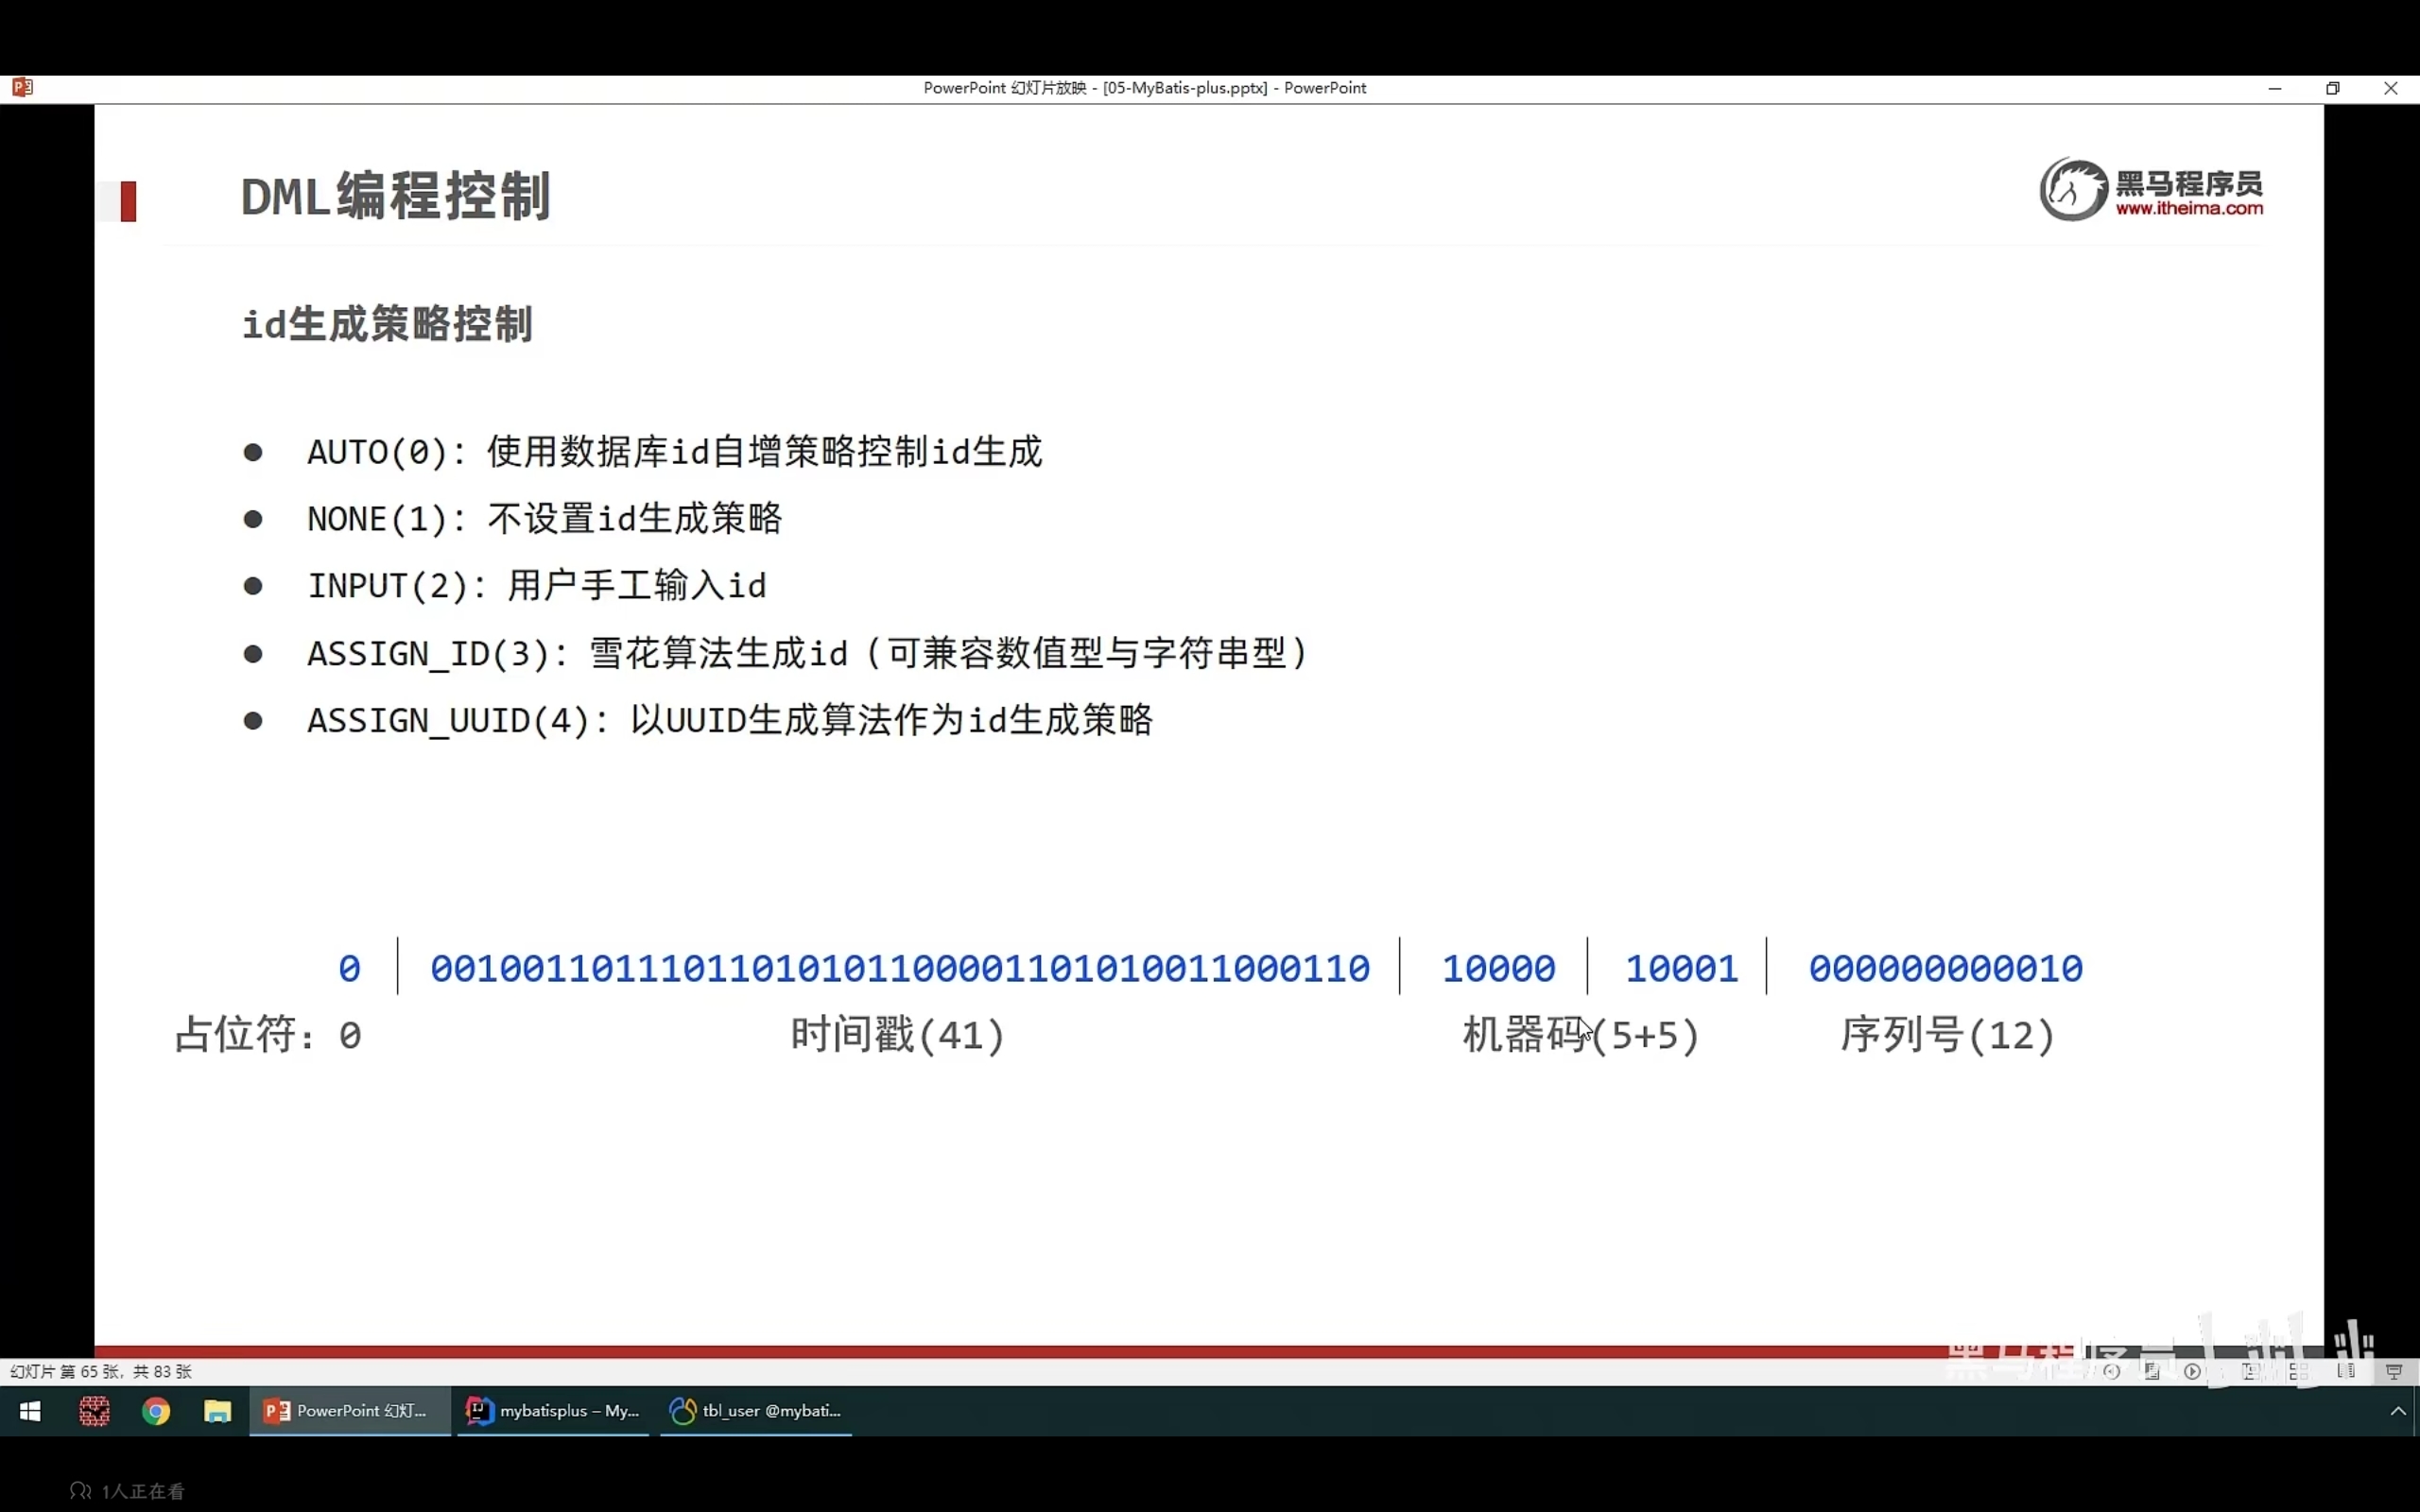 PowerPoint 幻灯片放映 - [05-MyBatis-plus.pptx] - PowerPoint
DML编程控制
黑马程序员
www.itheima.com
id生成策略控制
● AUTO(0): 使用数据库id自增策略控制id生成
● NONE(1): 不设置id生成策略
● INPUT(2): 用户手工输入id
● ASSIGN_ID(3): 雪花算法生成id（可兼容数值型与字符串型）
● ASSIGN_UUID(4): 以UUID生成算法作为id生成策略
0 | 00100110111011010101100001101010011000110 | 10000 | 10001 | 000000000010
占位符: 0 时间戳(41) 机器码(5+5) 序列号(12)
黑马程序员
幻灯片 第 65 张，共 83 张
PowerPoint 幻灯... mybatisplus – My... tbl_user @mybati...
1人正在看